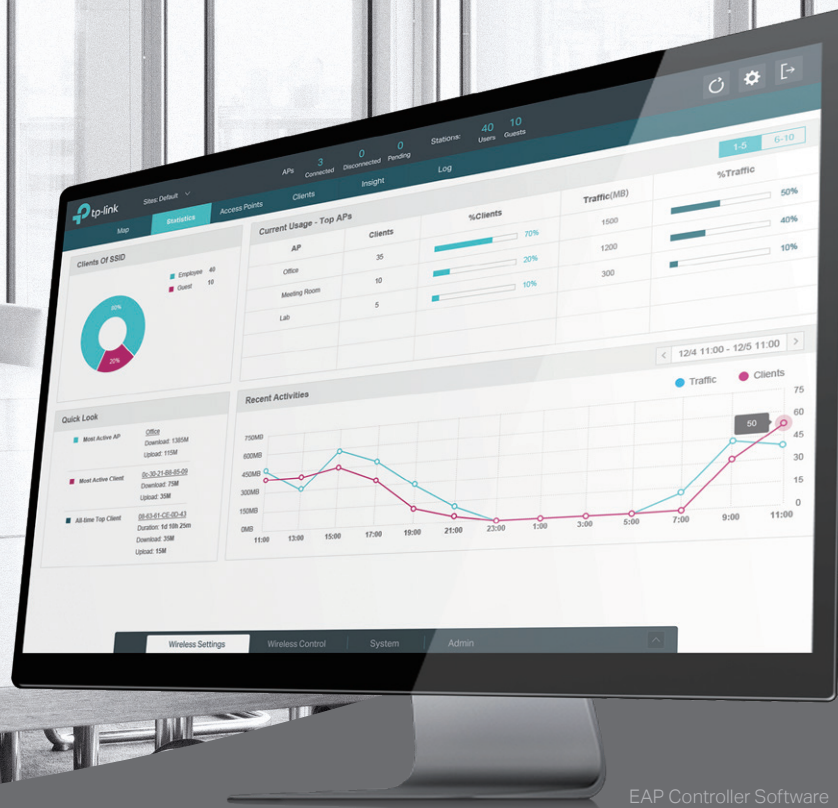 tp-link
Sites: Default
APs 3 Connected 0 Disconnected 0 Pending
Stations: 40 Users 10 Guests
Map Statistics Access Points Clients Insight Log
Clients Of SSID
Employee 40
Guest 10
80%
20%
Current Usage - Top APs
1-5 6-10
AP Clients %Clients Traffic(MB) %Traffic
Office 35 70% 1500 50%
Meeting Room 10 20% 1200 40%
Lab 5 10% 300 10%
Quick Look
Most Active AP
Office
Download: 1385M
Upload: 115M
Most Active Client
0c-30-21-B8-85-09
Download: 75M
Upload: 35M
All-time Top Client
08-63-61-CE-0D-43
Duration: 1d 18h 25m
Download: 35M
Upload: 15M
Recent Activities
< 12/4 11:00 - 12/5 11:00 >
Traffic Clients
750MB
600MB
450MB
300MB
150MB
0MB
75
60
45
30
15
0
50
11:00 13:00 15:00 17:00 19:00 21:00 23:00 1:00 3:00 5:00 7:00 9:00 11:00
Wireless Settings Wireless Control System Admin
EAP Controller Software